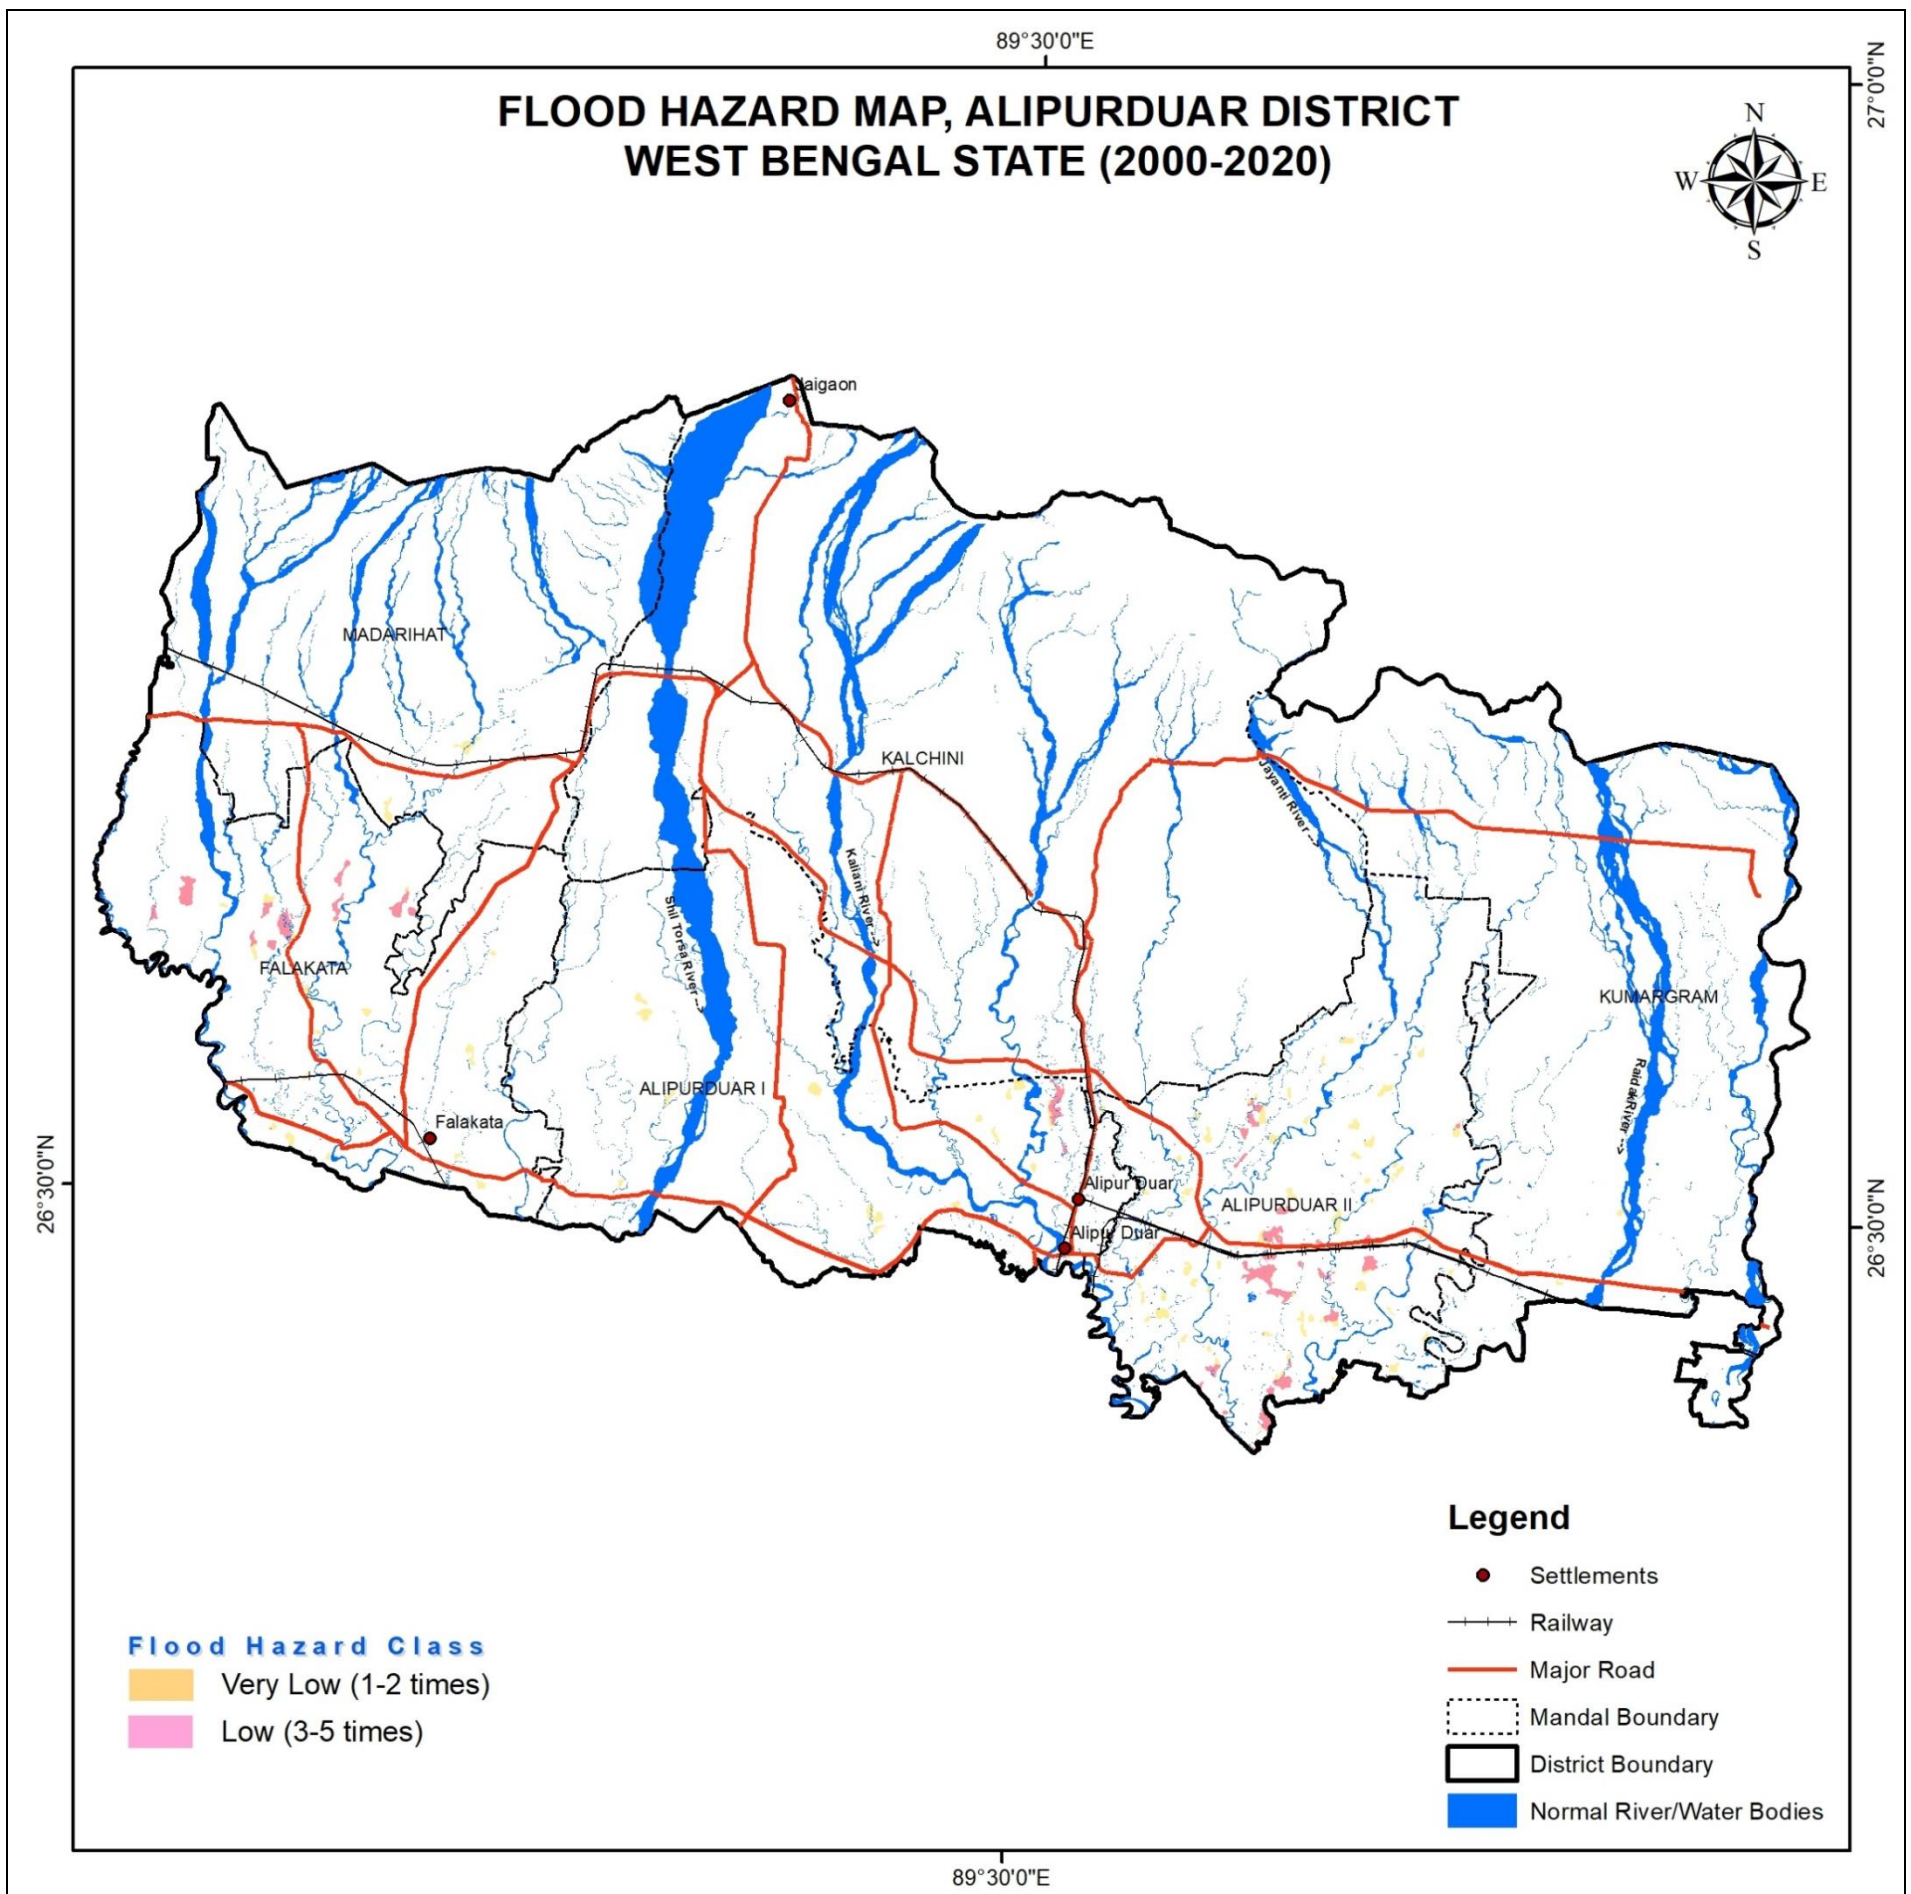 89°30'0"E
27°0'0"N
FLOOD HAZARD MAP, ALIPURDUAR DISTRICT
WEST BENGAL STATE (2000-2020)
N
W
E
S
Jaigaon
MADARIHAT
KALCHINI
Jayanti River -->
Kaliani River -->
Shil Torsa River -->
FALAKATA
KUMARGRAM
Raidak River -->
ALIPURDUAR I
Falakata
Alipur Duar
ALIPURDUAR II
Alipur Duar
26°30'0"N
26°30'0"N
Legend
Settlements
Railway
Major Road
Mandal Boundary
District Boundary
Normal River/Water Bodies
Flood Hazard Class
Very Low (1-2 times)
Low (3-5 times)
89°30'0"E